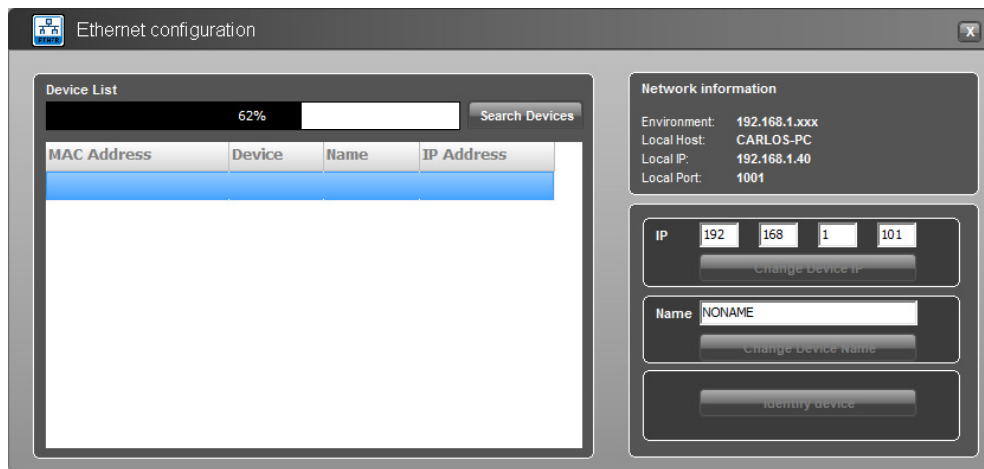 ETHER
Ethernet configuration
X
Device List
62%
Search Devices
MAC Address Device Name IP Address
Network information
Environment: 192.168.1.xxx
Local Host: CARLOS-PC
Local IP: 192.168.1.40
Local Port: 1001
IP 192 168 1 101
Change Device IP
Name NONAME
Change Device Name
Identify device